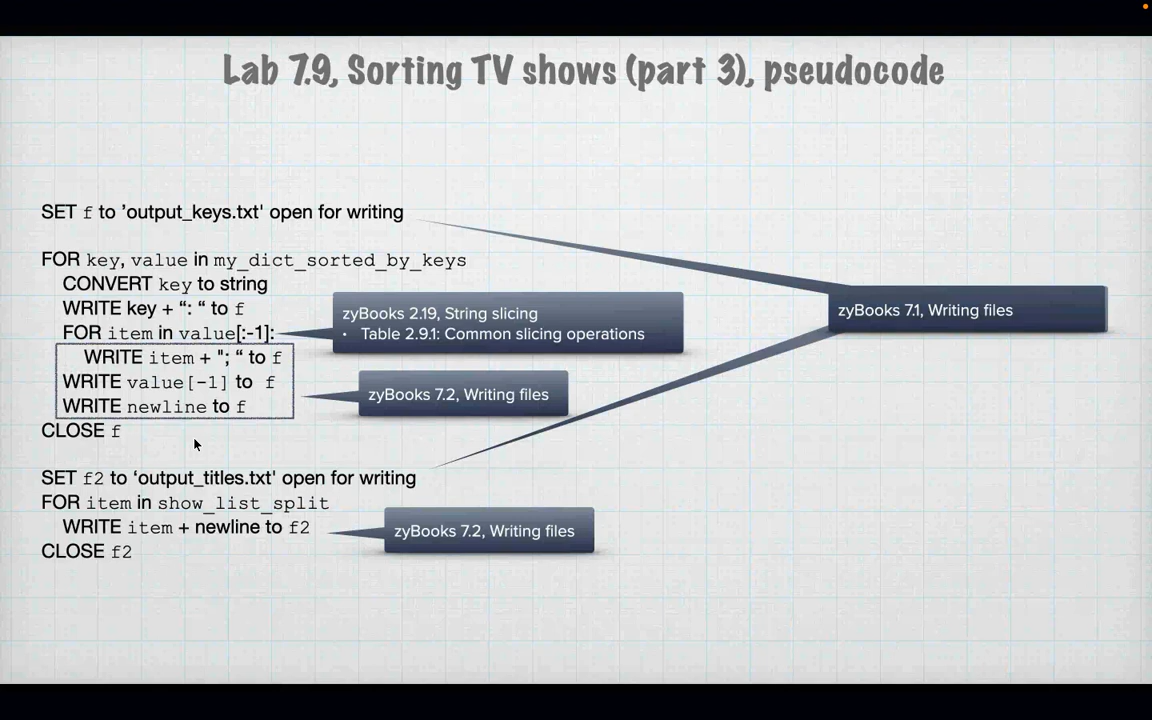 Lab 7.9, Sorting TV shows (part 3), pseudocode
SET f to ’output_keys.txt' open for writing
FOR key, value in my_dict_sorted_by_keys
CONVERT key to string
WRITE key + “: “ to f
FOR item in value[:-1]:
WRITE item + "; “ to f
WRITE value[-1] to f
WRITE newline to f
CLOSE f
zyBooks 2.19, String slicing
• Table 2.9.1: Common slicing operations
zyBooks 7.2, Writing files
zyBooks 7.1, Writing files
SET f2 to ‘output_titles.txt' open for writing
FOR item in show_list_split
WRITE item + newline to f2
CLOSE f2
zyBooks 7.2, Writing files